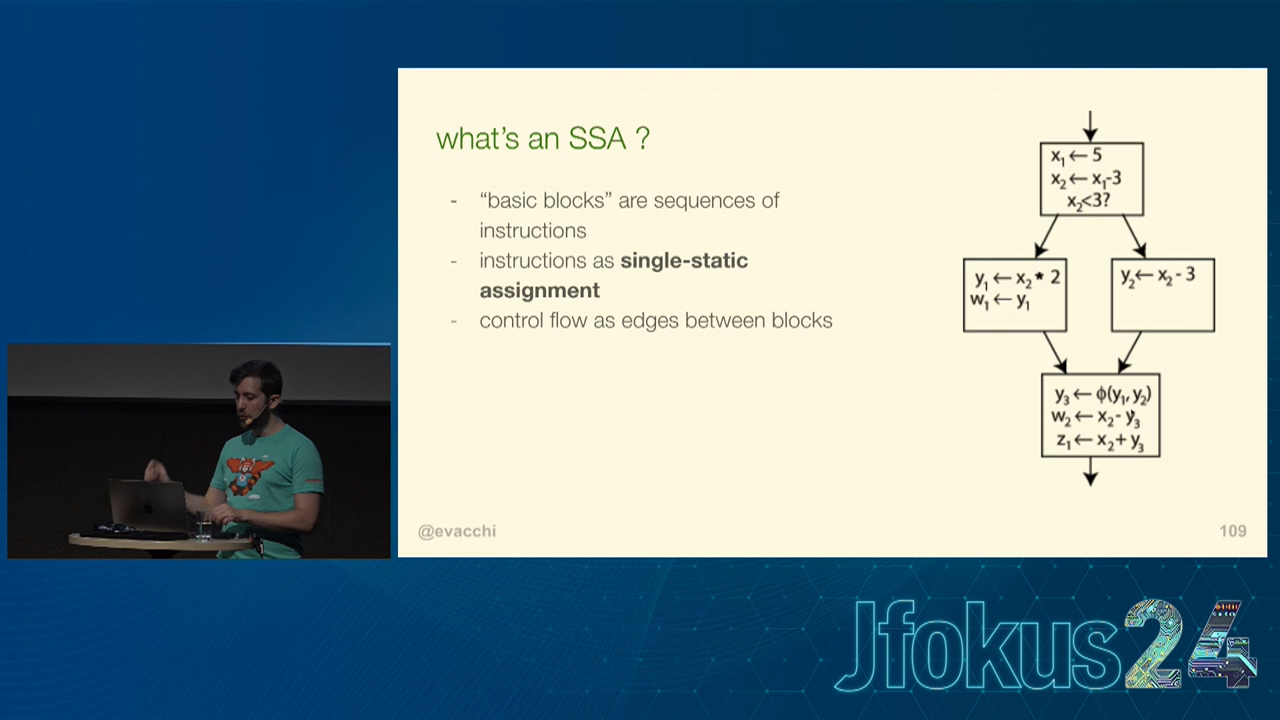 what's an SSA ?
- “basic blocks” are sequences of
instructions
- instructions as single-static
assignment
- control flow as edges between blocks
x₁ ← 5
x₂ ← x₁-3
x₂<3?
y₁ ← x₂ * 2
w₁ ← y₁
y₂ ← x₂ - 3
y₃ ← ϕ(y₁, y₂)
w₂ ← x₂ - y₃
z₁ ← x₂ + y₃
@evacchi
109
Jfokus24